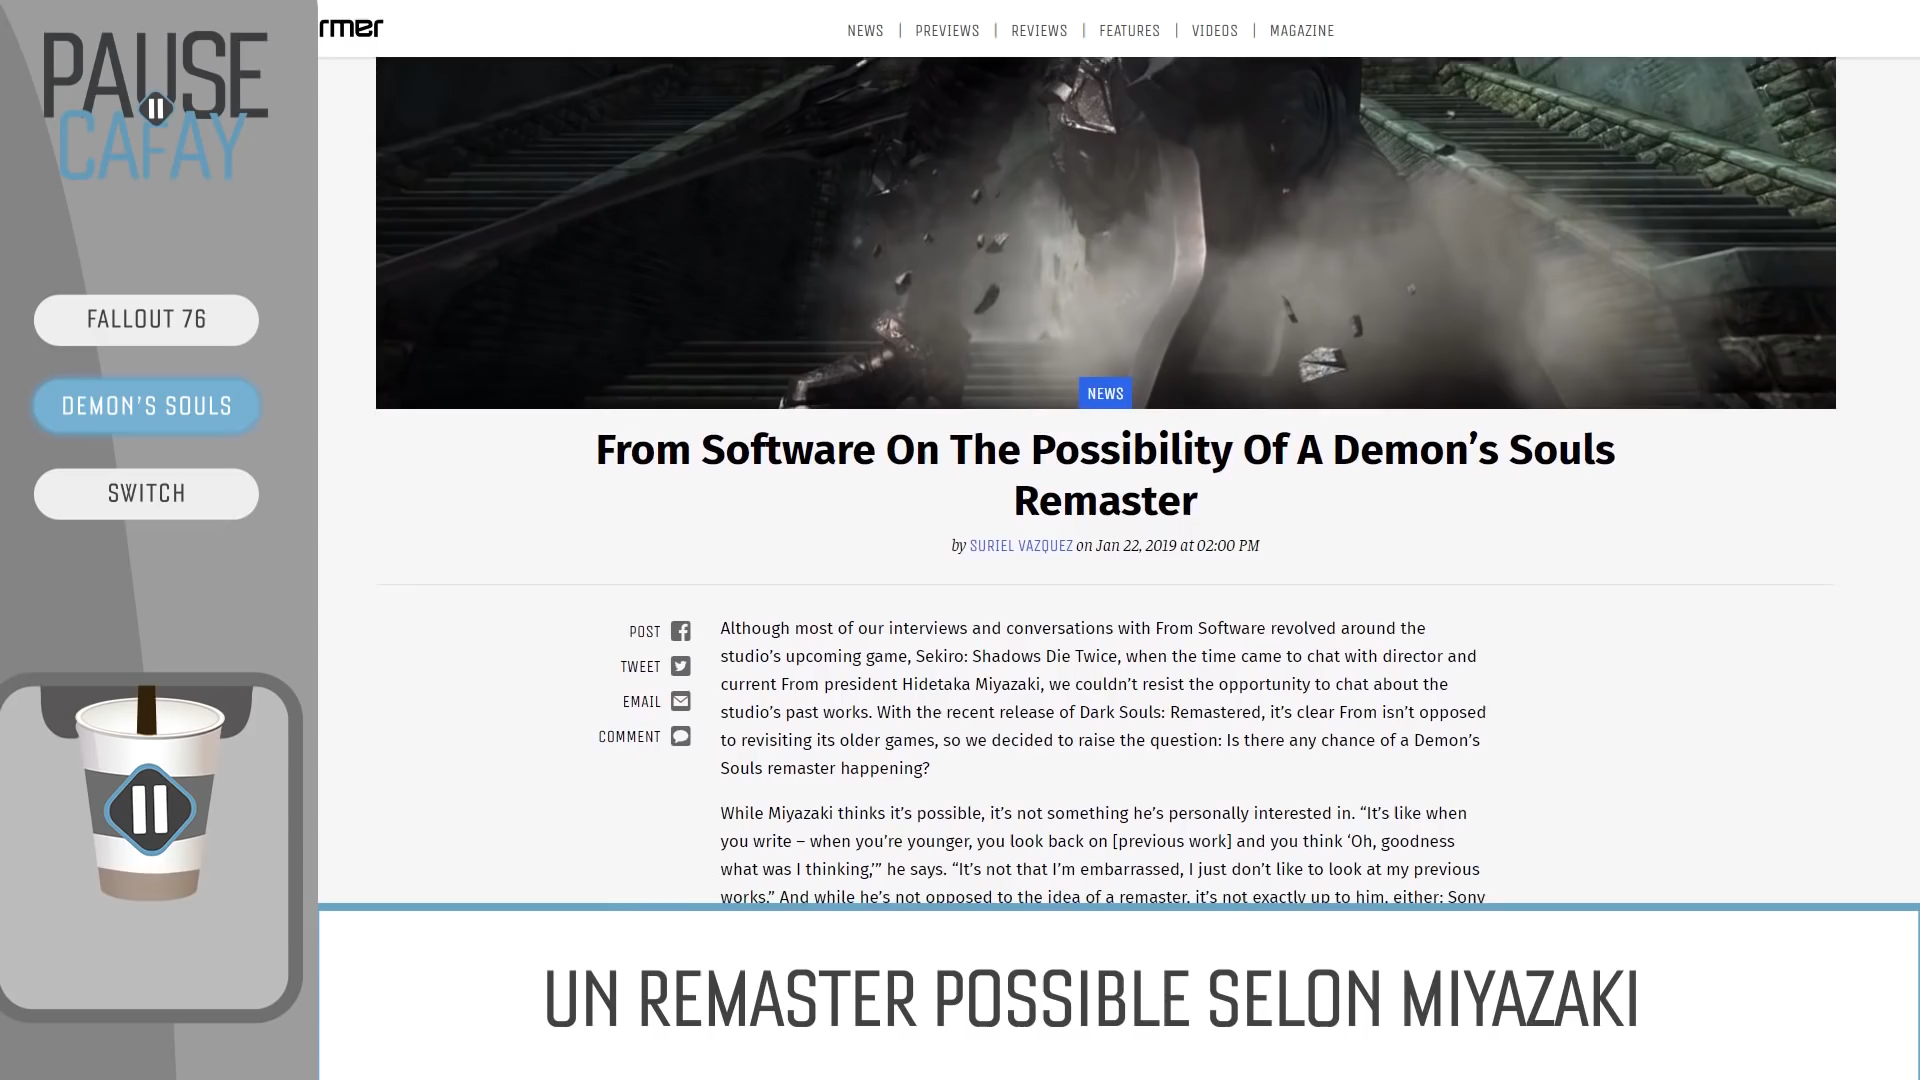 PAUSE
CAFAY
FALLOUT 76
DEMON'S SOULS
SWITCH
rmer
NEWS | PREVIEWS | REVIEWS | FEATURES | VIDEOS | MAGAZINE
NEWS
From Software On The Possibility Of A Demon’s Souls
Remaster
by SURIEL VAZQUEZ on Jan 22, 2019 at 02:00 PM
POST
TWEET
EMAIL
COMMENT
Although most of our interviews and conversations with From Software revolved around the
studio’s upcoming game, Sekiro: Shadows Die Twice, when the time came to chat with director and
current From president Hidetaka Miyazaki, we couldn’t resist the opportunity to chat about the
studio’s past works. With the recent release of Dark Souls: Remastered, it’s clear From isn’t opposed
to revisiting its older games, so we decided to raise the question: Is there any chance of a Demon’s
Souls remaster happening?
While Miyazaki thinks it’s possible, it’s not something he’s personally interested in. “It’s like when
you write – when you’re younger, you look back on [previous work] and you think ‘Oh, goodness
what was I thinking,’” he says. “It’s not that I’m embarrassed, I just don’t like to look at my previous
works.” And while he’s not opposed to the idea of a remaster, it’s not exactly up to him, either; Sony
UN REMASTER POSSIBLE SELON MIYAZAKI